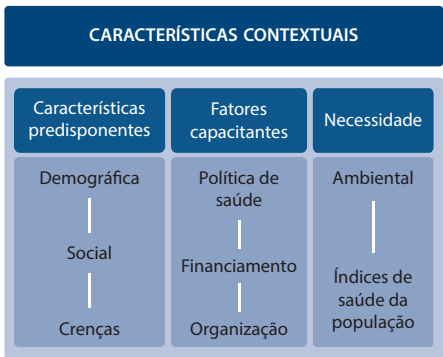 CARACTERÍSTICAS CONTEXTUAIS
Características
predisponentes
Demográfica
Social
Crenças
Fatores
capacitantes
Política de
saúde
Financiamento
Organização
Necessidade
Ambiental
Índices de
saúde da
população